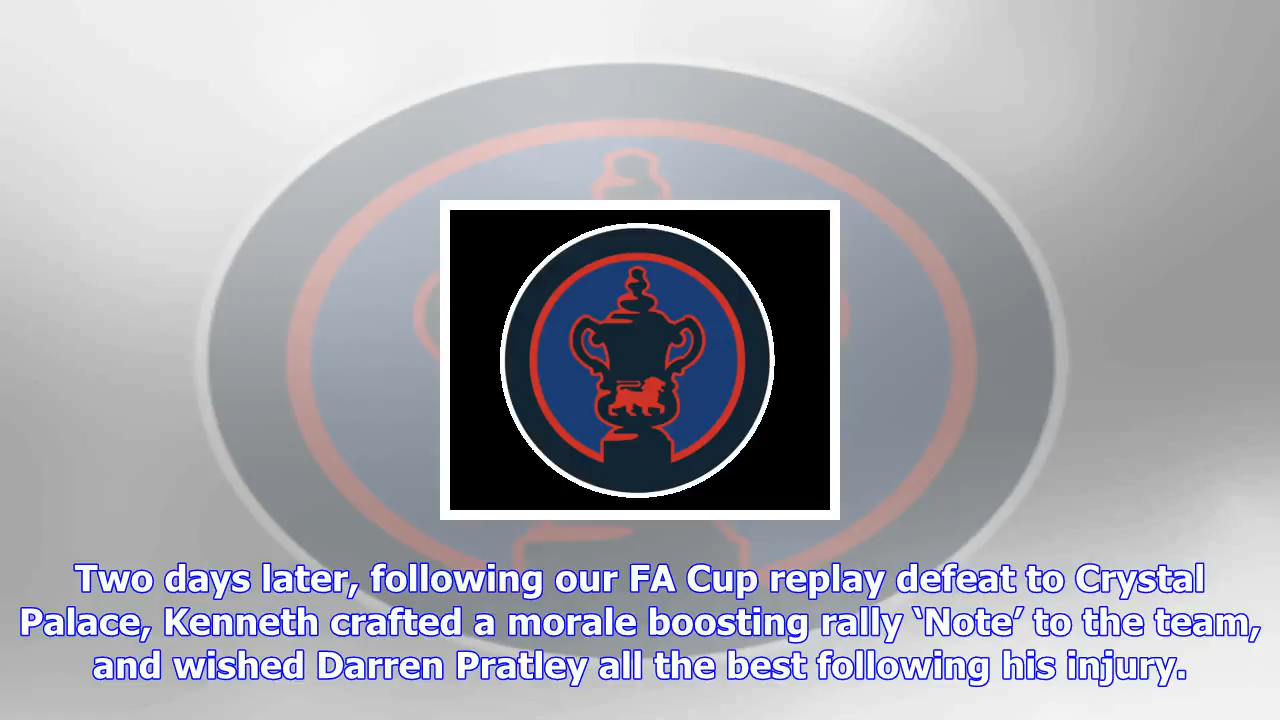 Two days later, following our FA Cup replay defeat to Crystal
Palace, Kenneth crafted a morale boosting rally ‘Note’ to the team,
and wished Darren Pratley all the best following his injury.